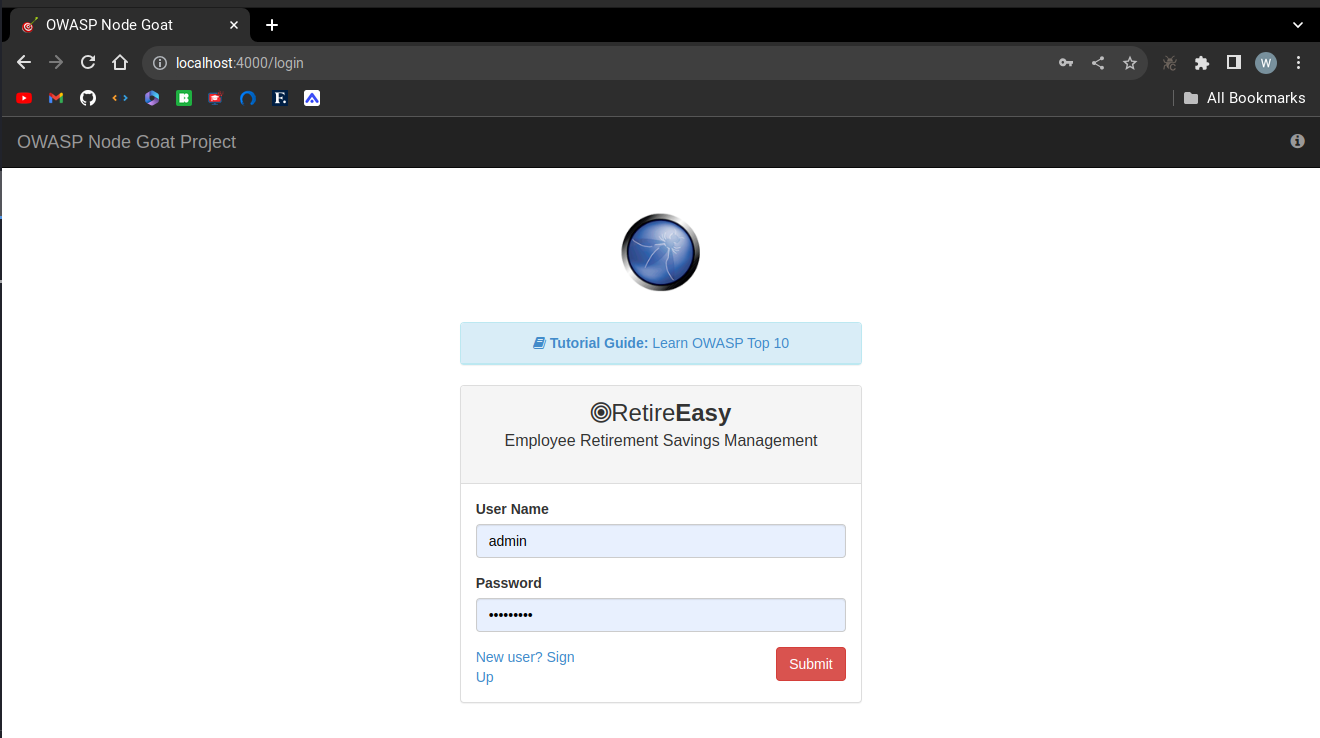 OWASP Node Goat
localhost:4000/login
W
All Bookmarks
OWASP Node Goat Project
Tutorial Guide: Learn OWASP Top 10
RetireEasy
Employee Retirement Savings Management
User Name
admin
Password
•••••••••
New user? Sign
Up
Submit